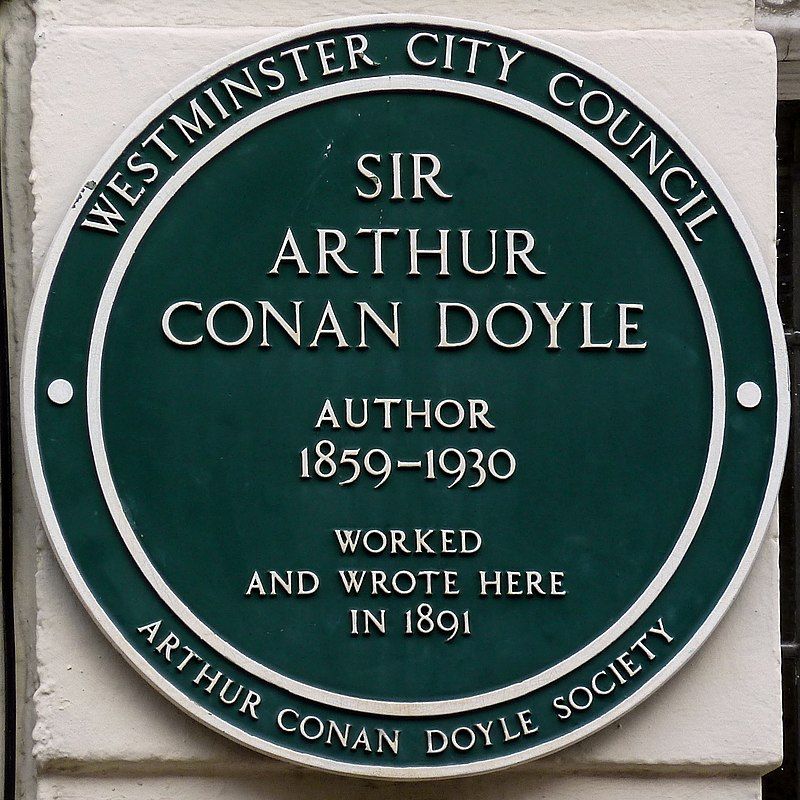 WESTMINSTER CITY COUNCIL
SIR
ARTHUR
CONAN DOYLE
AUTHOR
1859–1930
WORKED
AND WROTE HERE
IN 1891
ARTHUR CONAN DOYLE SOCIETY